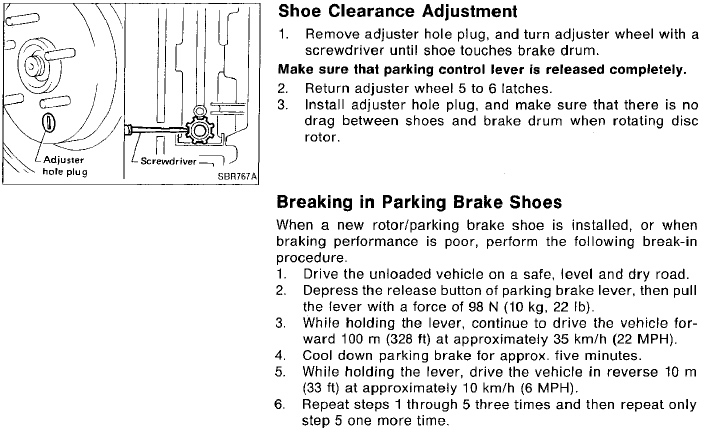 Shoe Clearance Adjustment
1. Remove adjuster hole plug, and turn adjuster wheel with a
screwdriver until shoe touches brake drum.
Make sure that parking control lever is released completely.
2. Return adjuster wheel 5 to 6 latches.
3. Install adjuster hole plug, and make sure that there is no
drag between shoes and brake drum when rotating disc
rotor.
Adjuster
hole plug
Screwdriver
SBR767A
Breaking in Parking Brake Shoes
When a new rotor/parking brake shoe is installed, or when
braking performance is poor, perform the following break-in
procedure.
1. Drive the unloaded vehicle on a safe, level and dry road.
2. Depress the release button of parking brake lever, then pull
the lever with a force of 98 N (10 kg, 22 lb).
3. While holding the lever, continue to drive the vehicle for-
ward 100 m (328 ft) at approximately 35 km/h (22 MPH).
4. Cool down parking brake for approx. five minutes.
5. While holding the lever, drive the vehicle in reverse 10 m
(33 ft) at approximately 10 km/h (6 MPH).
6. Repeat steps 1 through 5 three times and then repeat only
step 5 one more time.